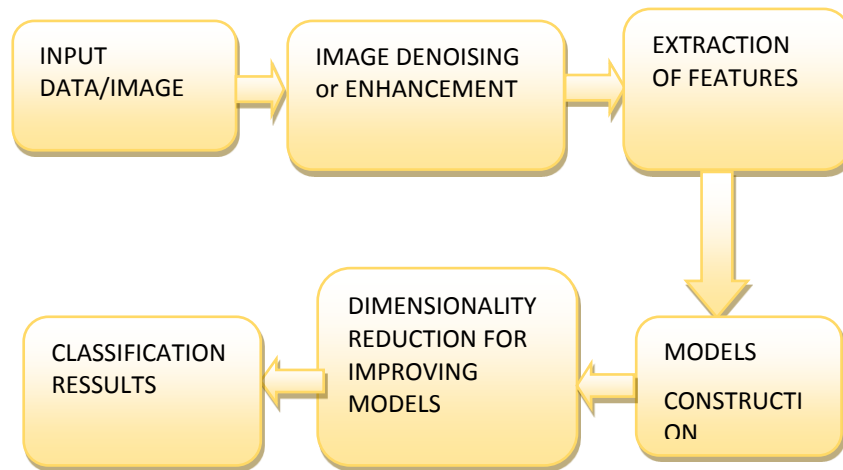 INPUT
DATA/IMAGE
IMAGE DENOISING
or ENHANCEMENT
EXTRACTION
OF FEATURES
MODELS
CONSTRUCTI
ON
DIMENSIONALITY
REDUCTION FOR
IMPROVING
MODELS
CLASSIFICATION
RESSULTS